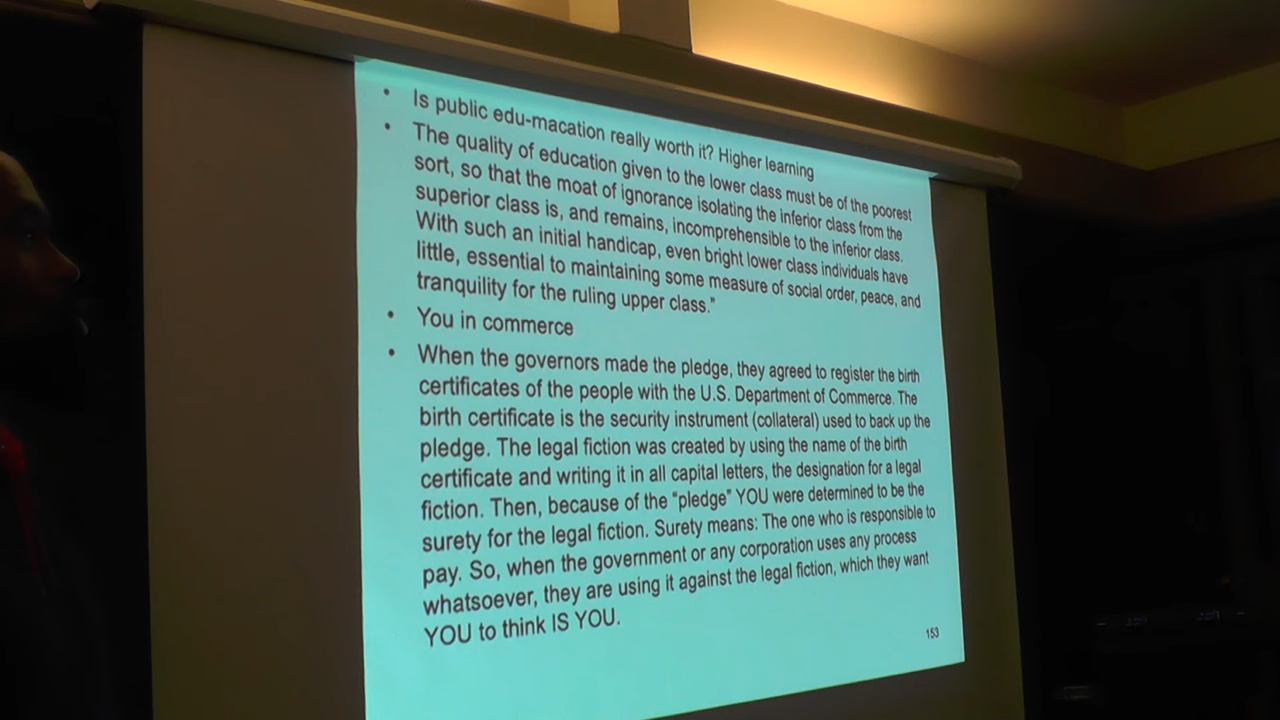 • Is public edu-macation really worth it? Higher learning
• The quality of education given to the lower class must be of the poorest
sort, so that the moat of ignorance isolating the inferior class from the
superior class is, and remains, incomprehensible to the inferior class.
With such an initial handicap, even bright lower class individuals have
little, essential to maintaining some measure of social order, peace, and
tranquility for the ruling upper class."
• You in commerce
• When the governors made the pledge, they agreed to register the birth
certificates of the people with the U.S. Department of Commerce. The
birth certificate is the security instrument (collateral) used to back up the
pledge. The legal fiction was created by using the name of the birth
certificate and writing it in all capital letters, the designation for a legal
fiction. Then, because of the "pledge" YOU were determined to be the
surety for the legal fiction. Surety means: The one who is responsible to
pay. So, when the government or any corporation uses any process
whatsoever, they are using it against the legal fiction, which they want
YOU to think IS YOU.
153